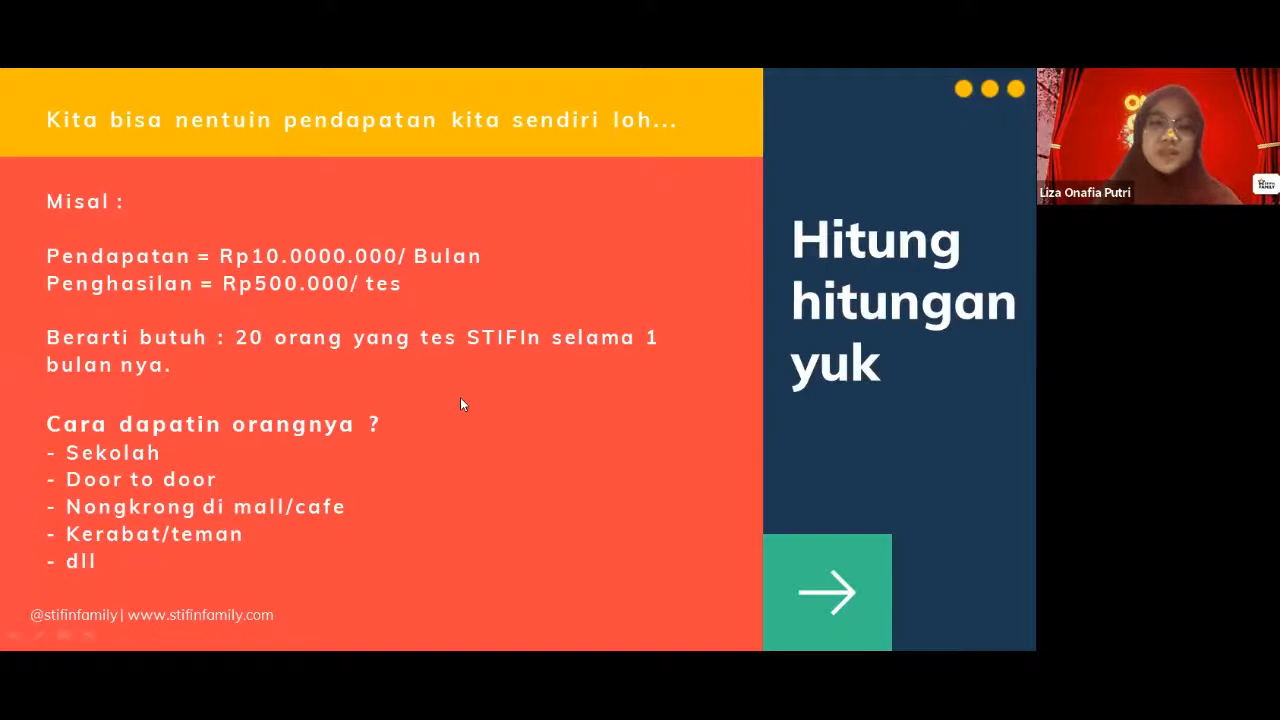 Kita bisa nentuin pendapatan kita sendiri loh...
Misal :
Pendapatan = Rp10.0000.000/ Bulan
Penghasilan = Rp500.000/ tes
Berarti butuh : 20 orang yang tes STIFIn selama 1
bulan nya.
Cara dapatin orangnya ?
- Sekolah
- Door to door
- Nongkrong di mall/cafe
- Kerabat/teman
- dll
@stifinfamily | www.stifinfamily.com
Hitung
hitungan
yuk
Liza Onafia Putri